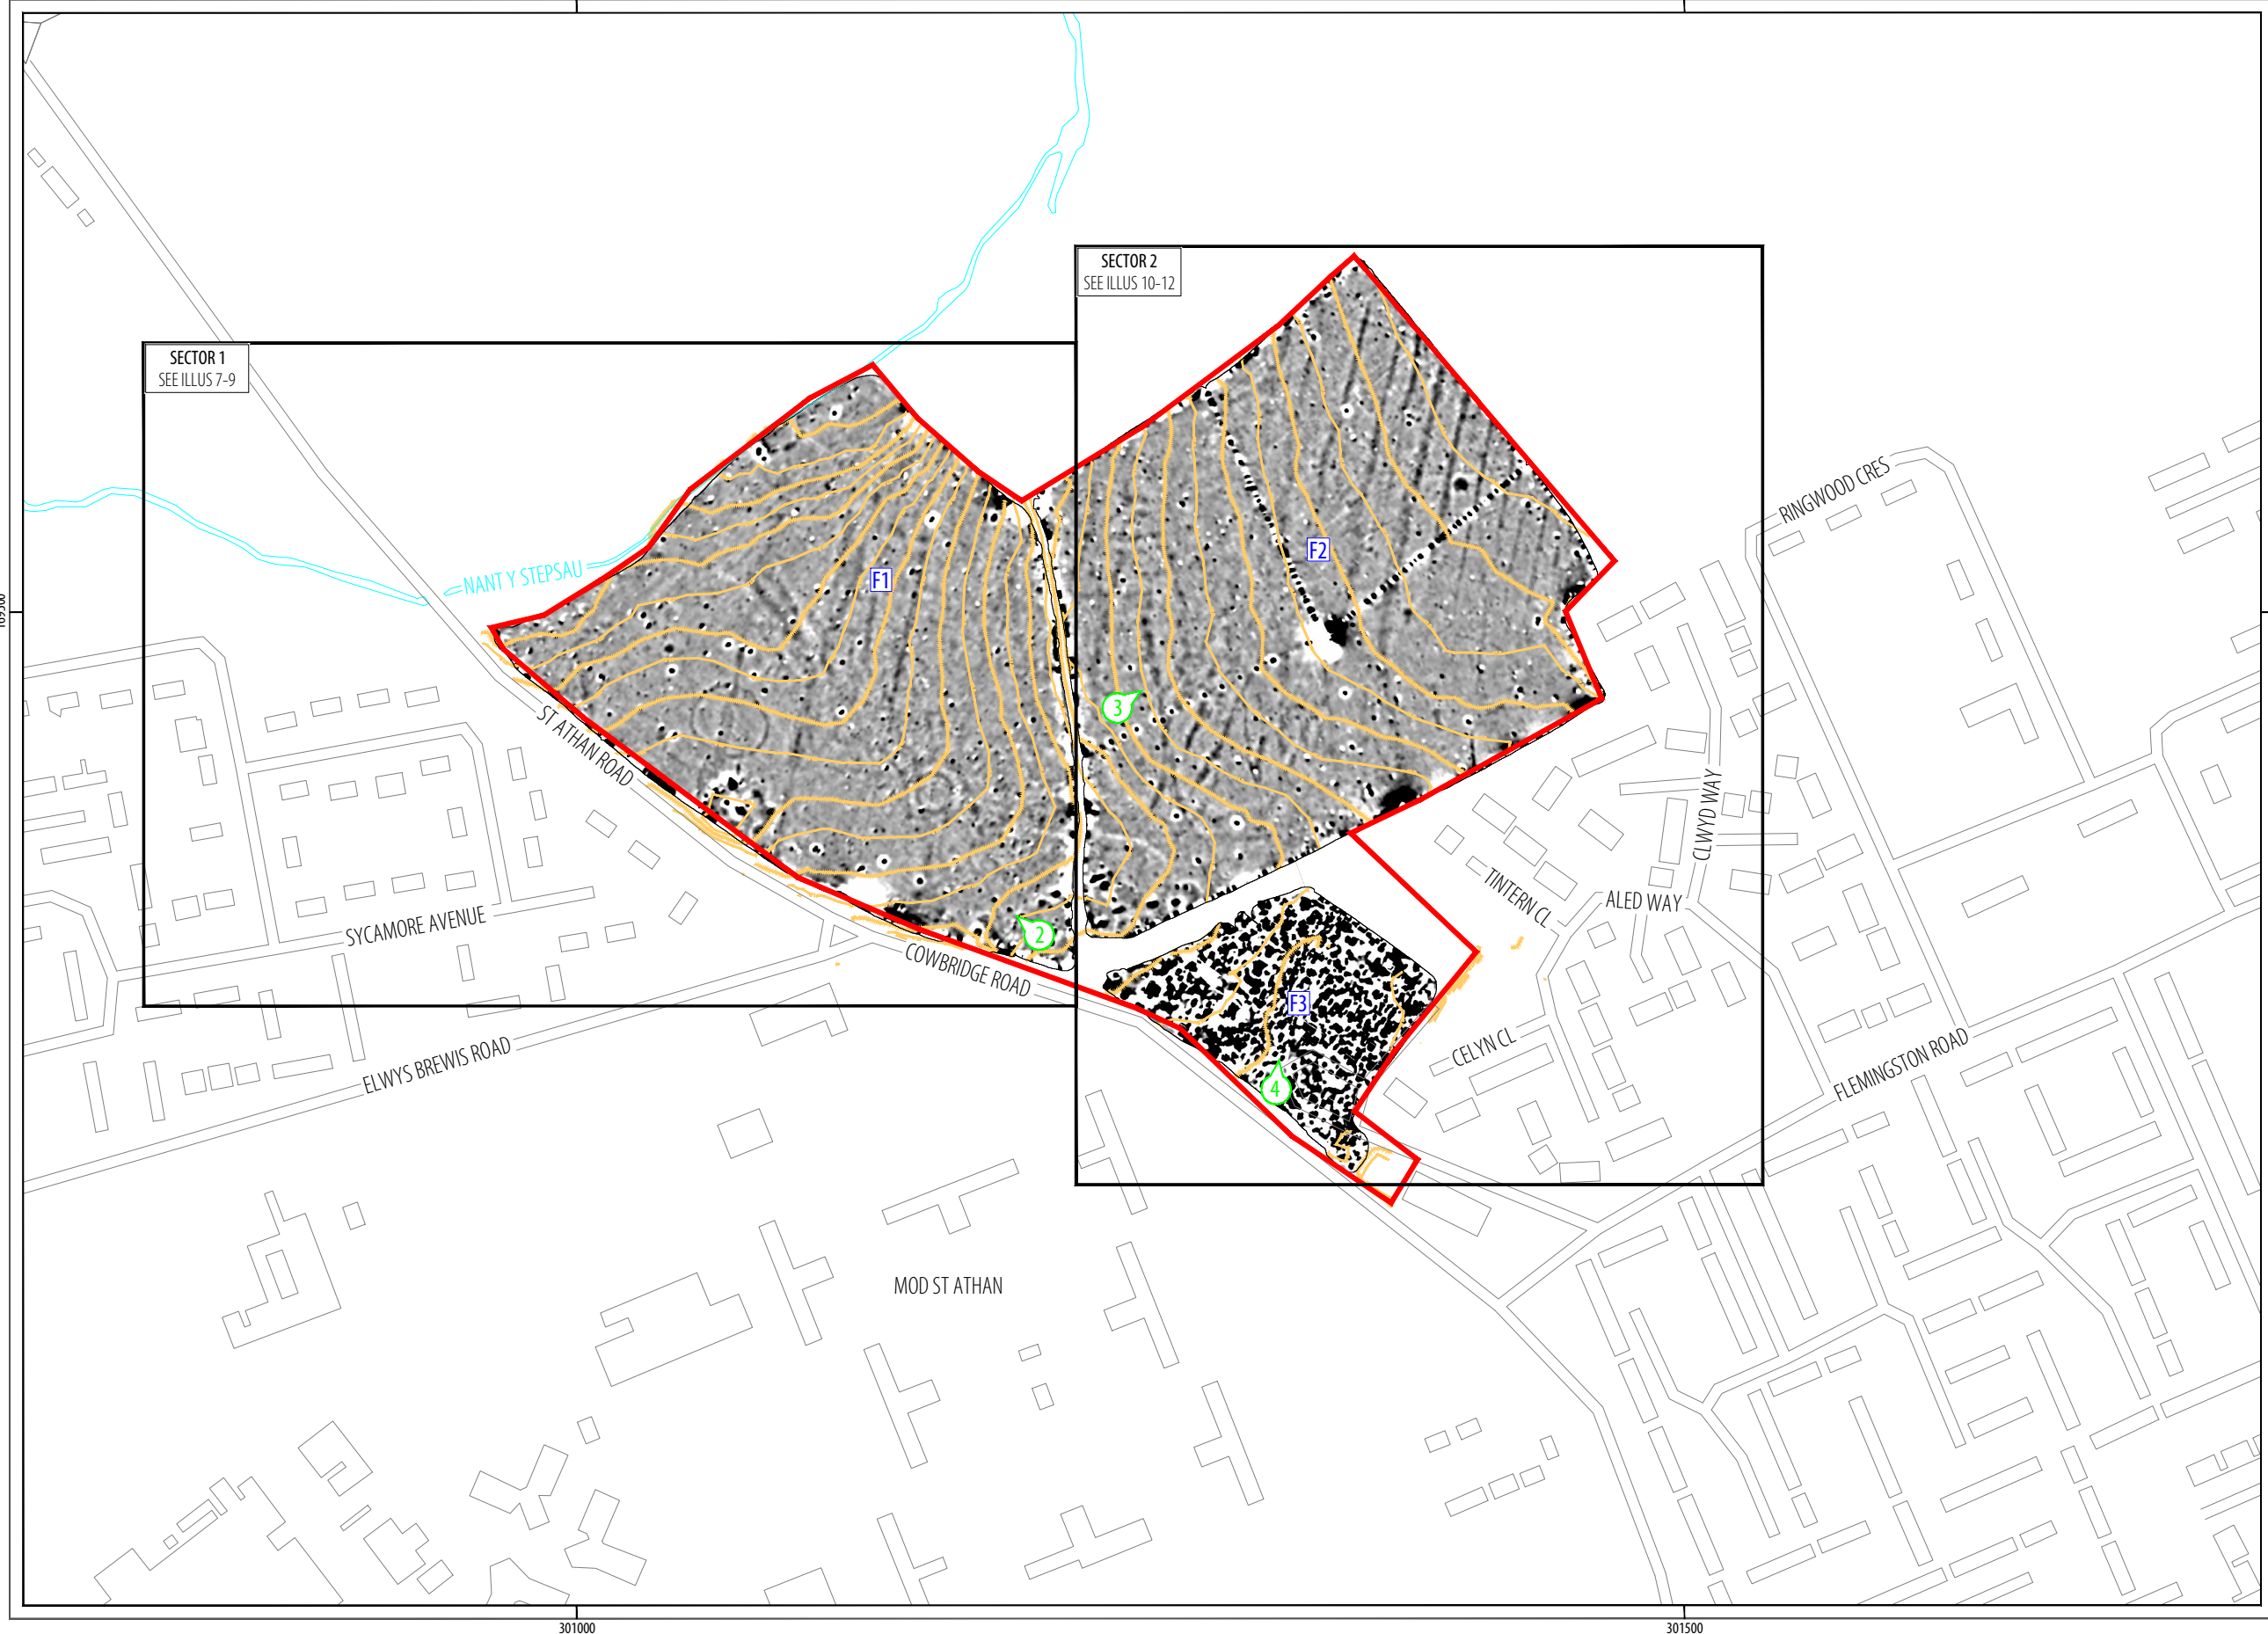 SECTOR 2
SEE ILLUS 10-12
SECTOR 1
SEE ILLUS 7-9
RINGWOOD CRES
F2
NANT Y STEPSAU
F1
3
ST ATHAN ROAD
CLWYD WAY
TINTERN CL
ALED WAY
SYCAMORE AVENUE
2
COWBRIDGE ROAD
F3
CELYN CL
ELWYS BREWIS ROAD
4
FLEMINGSTON ROAD
MOD ST ATHAN
301000
301500